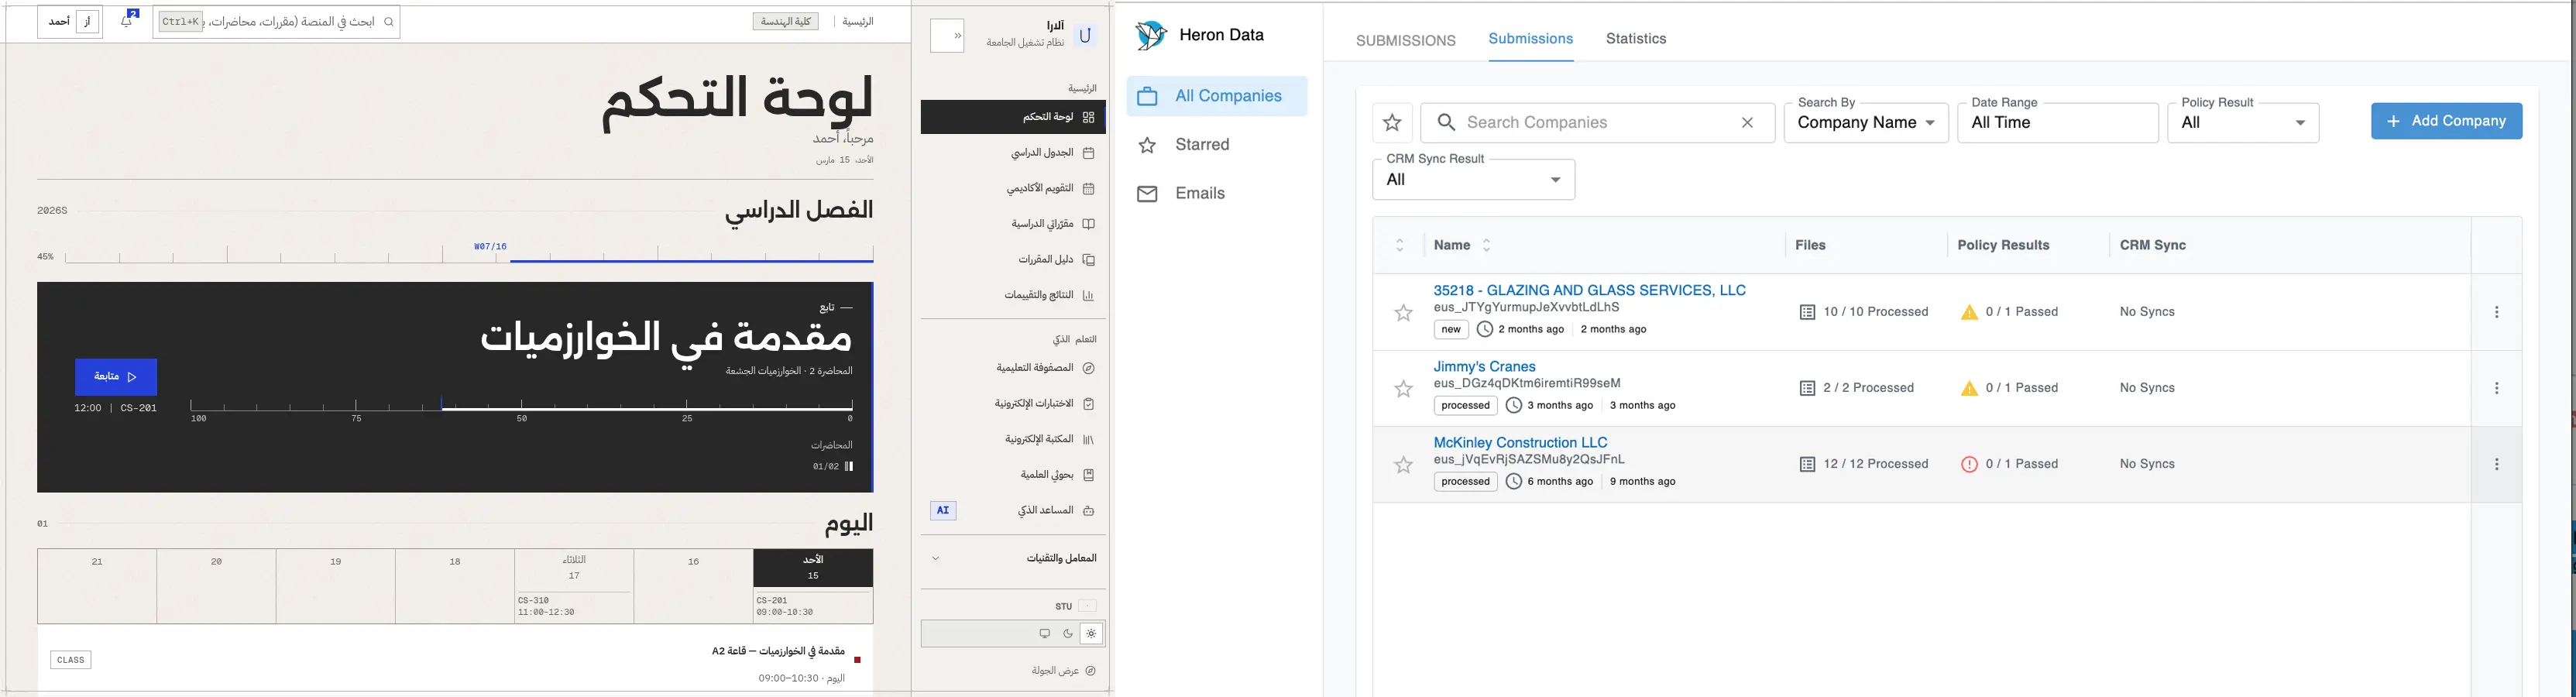 آلارا
نظام تشغيل الجامعة
الرئيسية
لوحة التحكم
الجدول الدراسي
التقويم الأكاديمي
مقرّراتي الدراسية
دليل المقررات
النتائج والتقييمات
التعلم الذكي
المصفوفة التعليمية
الاختبارات الإلكترونية
المكتبة الإلكترونية
بحوثي العلمية
المساعد الذكي
AI
المعامل والتقنيات
STU
عرض الجولة
الرئيسية
كلية الهندسة
ابحث في المنصة (مقررات، محاضرات،
Ctrl+K
2
أز
أحمد
لوحة التحكم
مرحباً، أحمد
الأحد، 15 مارس
الفصل الدراسي
2026S
W07/16
45%
— تابع
مقدمة في الخوارزميات
المحاضرة 2 · الخوارزميات الجشعة
متابعة
12:00 | CS-201
100 75 50 25 0
المحاضرات
01/02
اليوم
01
الأحد
15
16
الثلاثاء
17
18
19
20
21
CS-201
09:00-10:30
CS-310
11:00-12:30
مقدمة في الخوارزميات — قاعة A2
CLASS
اليوم · 10:30–09:00
Heron Data
All Companies
Starred
Emails
SUBMISSIONS
Submissions
Statistics
Search Companies
Search By
Company Name
Date Range
All Time
Policy Result
All
+ Add Company
CRM Sync Result
All
Name
Files
Policy Results
CRM Sync
35218 - GLAZING AND GLASS SERVICES, LLC
eus_JTYgYurmupJeXvvbtLdLhS
new 2 months ago 2 months ago
10 / 10 Processed
0 / 1 Passed
No Syncs
Jimmy's Cranes
eus_DGz4qDKtm6iremtiR99seM
processed 3 months ago 3 months ago
2 / 2 Processed
0 / 1 Passed
No Syncs
McKinley Construction LLC
eus_jVqEvRjSAZSMu8y2QsJFnL
processed 6 months ago 9 months ago
12 / 12 Processed
0 / 1 Passed
No Syncs